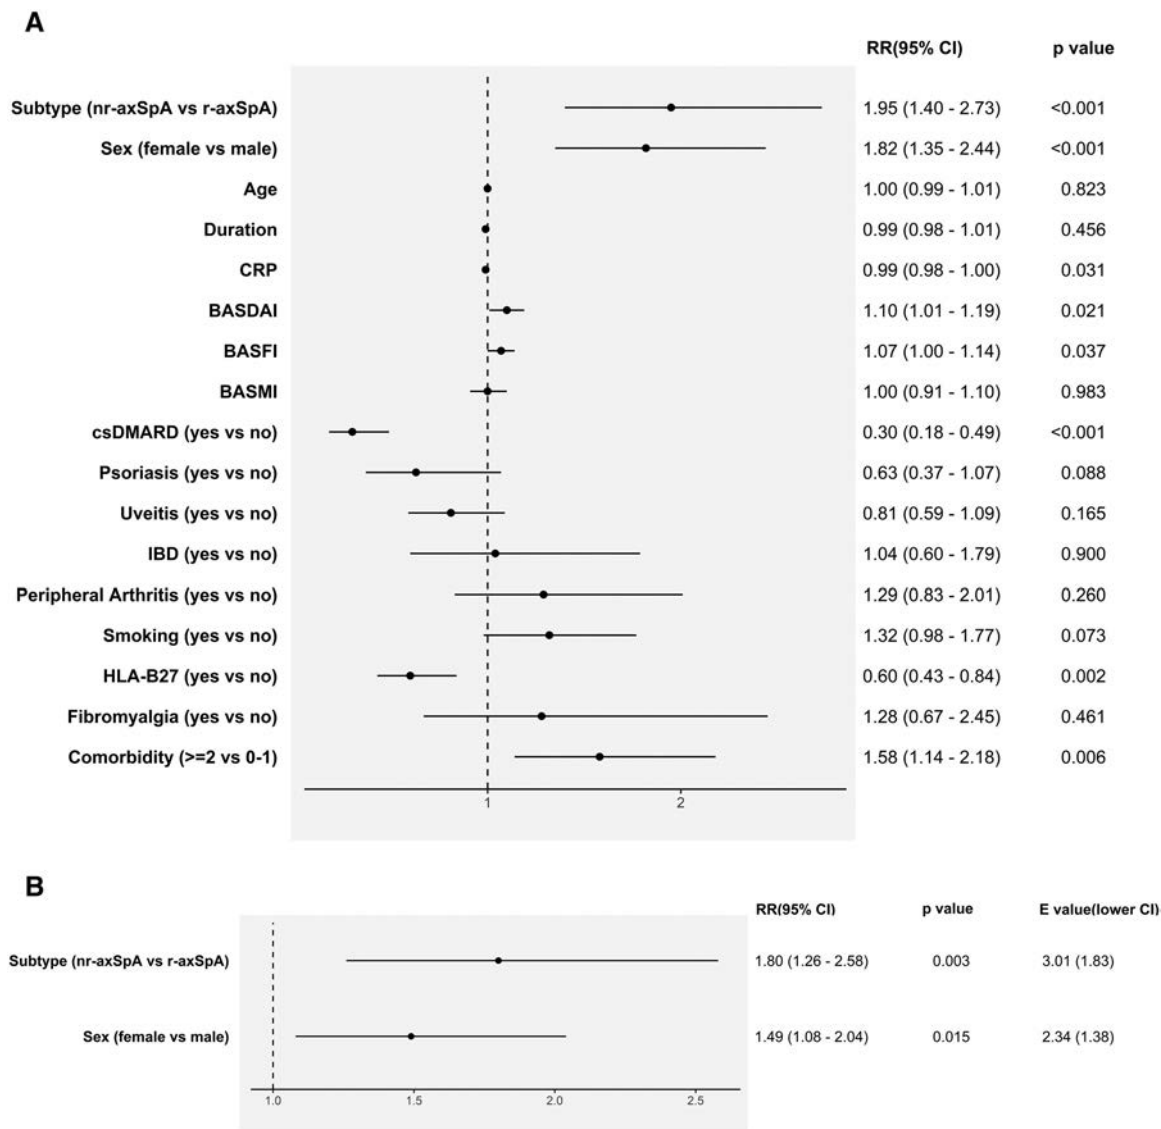 A
RR(95% CI) p value
Subtype (nr-axSpA vs r-axSpA) 1.95 (1.40 - 2.73) <0.001
Sex (female vs male) 1.82 (1.35 - 2.44) <0.001
Age 1.00 (0.99 - 1.01) 0.823
Duration 0.99 (0.98 - 1.01) 0.456
CRP 0.99 (0.98 - 1.00) 0.031
BASDAI 1.10 (1.01 - 1.19) 0.021
BASFI 1.07 (1.00 - 1.14) 0.037
BASMI 1.00 (0.91 - 1.10) 0.983
csDMARD (yes vs no) 0.30 (0.18 - 0.49) <0.001
Psoriasis (yes vs no) 0.63 (0.37 - 1.07) 0.088
Uveitis (yes vs no) 0.81 (0.59 - 1.09) 0.165
IBD (yes vs no) 1.04 (0.60 - 1.79) 0.900
Peripheral Arthritis (yes vs no) 1.29 (0.83 - 2.01) 0.260
Smoking (yes vs no) 1.32 (0.98 - 1.77) 0.073
HLA-B27 (yes vs no) 0.60 (0.43 - 0.84) 0.002
Fibromyalgia (yes vs no) 1.28 (0.67 - 2.45) 0.461
Comorbidity (>=2 vs 0-1) 1.58 (1.14 - 2.18) 0.006
1 2
B
RR(95% CI) p value E value(lower CI)
Subtype (nr-axSpA vs r-axSpA) 1.80 (1.26 - 2.58) 0.003 3.01 (1.83)
Sex (female vs male) 1.49 (1.08 - 2.04) 0.015 2.34 (1.38)
1.0 1.5 2.0 2.5